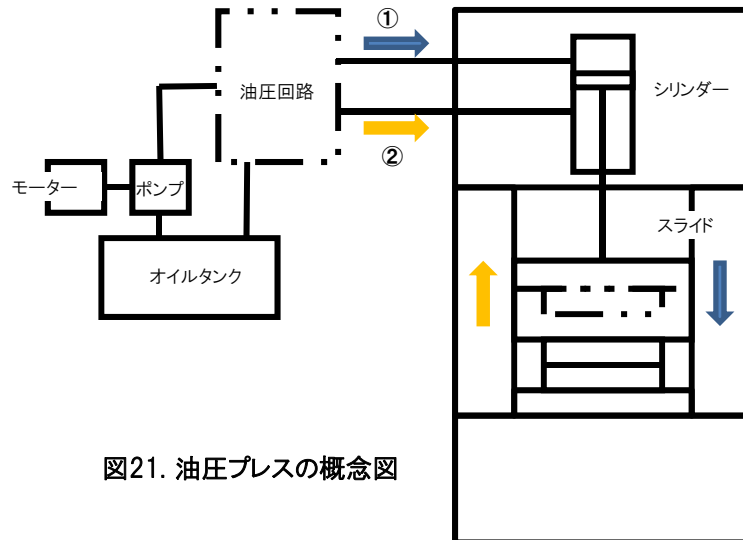 ①
油圧回路
シリンダー
②
モーター
ポンプ
スライド
オイルタンク
図21. 油圧プレスの概念図